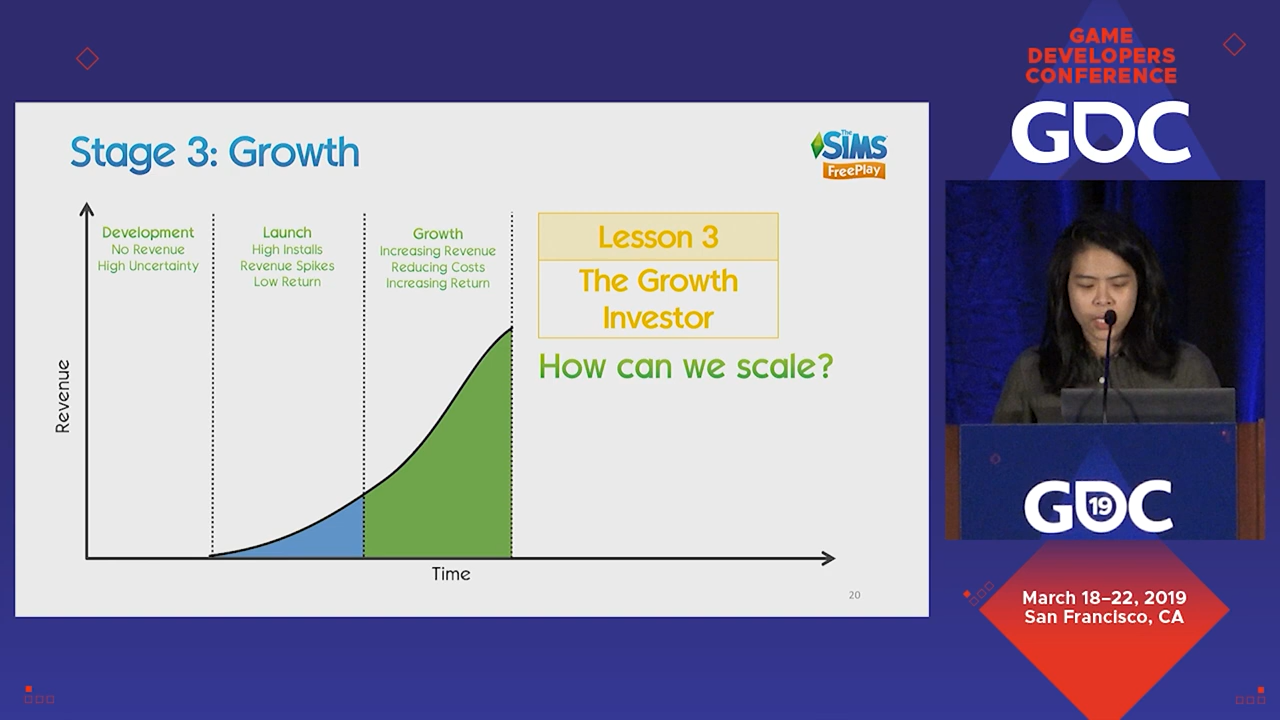 GAME
DEVELOPERS
CONFERENCE
GDC
Stage 3: Growth
The
SIMS
FreePlay
Development
No Revenue
High Uncertainty
Launch
High Installs
Revenue Spikes
Low Return
Growth
Increasing Revenue
Reducing Costs
Increasing Return
Lesson 3
The Growth
Investor
How can we scale?
Revenue
Time
20
GDC
19
March 18–22, 2019
San Francisco, CA